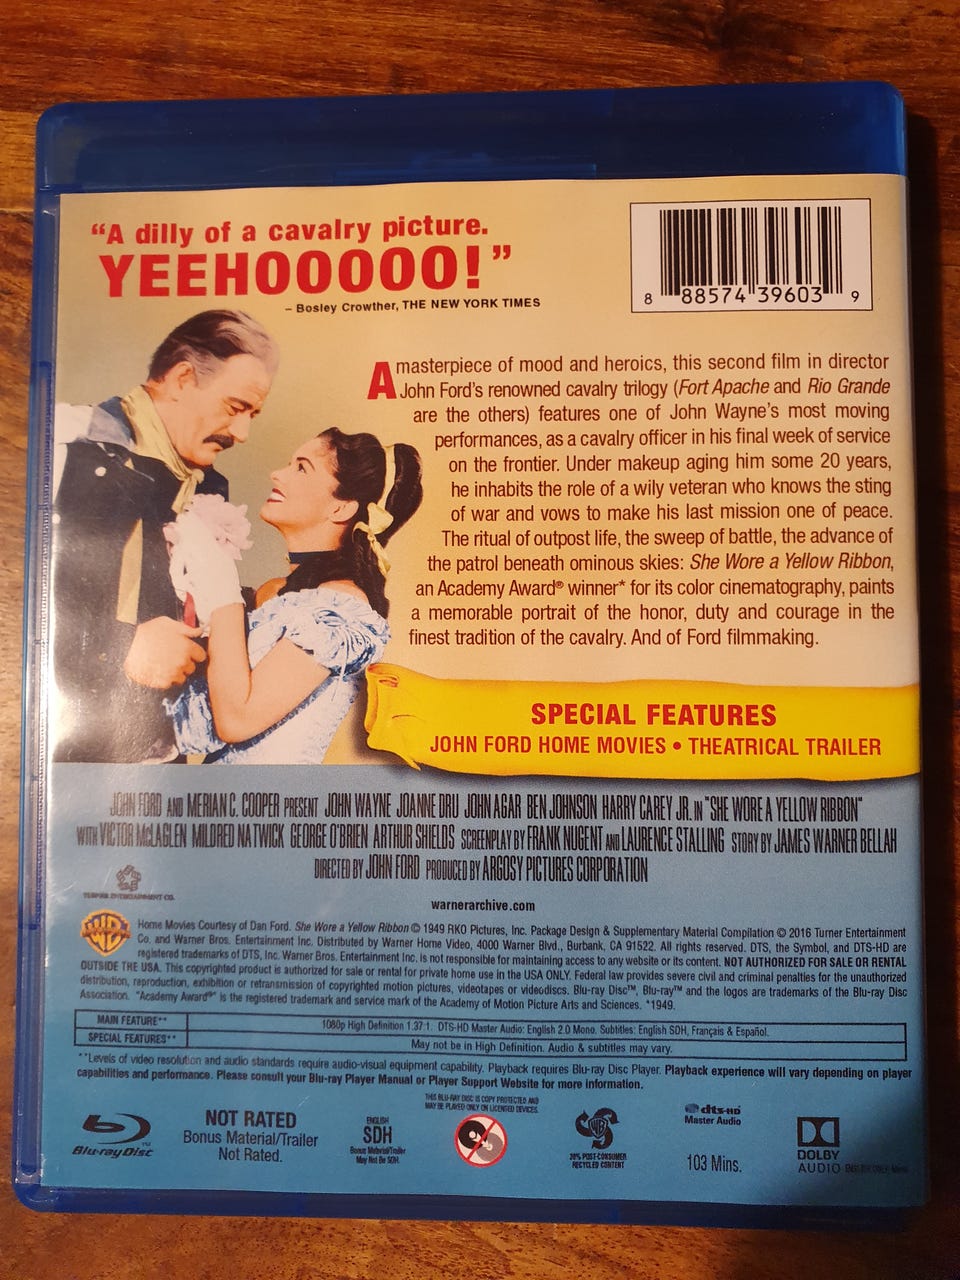 “A dilly of a cavalry picture.
YEEHOOOOO!”
– Bosley Crowther, THE NEW YORK TIMES
8 88574 39603 9
A masterpiece of mood and heroics, this second film in director
John Ford's renowned cavalry trilogy (Fort Apache and Rio Grande
are the others) features one of John Wayne's most moving
performances, as a cavalry officer in his final week of service
on the frontier. Under makeup aging him some 20 years,
he inhabits the role of a wily veteran who knows the sting
of war and vows to make his last mission one of peace.
The ritual of outpost life, the sweep of battle, the advance of
the patrol beneath ominous skies: She Wore a Yellow Ribbon,
an Academy Award® winner* for its color cinematography, paints
a memorable portrait of the honor, duty and courage in the
finest tradition of the cavalry. And of Ford filmmaking.
SPECIAL FEATURES
JOHN FORD HOME MOVIES • THEATRICAL TRAILER
JOHN FORD AND MERIAN C. COOPER PRESENT JOHN WAYNE JOANNE DRU JOHN AGAR BEN JOHNSON HARRY CAREY JR. IN "SHE WORE A YELLOW RIBBON"
WITH VICTOR McLAGLEN MILDRED NATWICK GEORGE O'BRIEN ARTHUR SHIELDS SCREENPLAY BY FRANK NUGENT AND LAURENCE STALLING STORY BY JAMES WARNER BELLAH
DIRECTED BY JOHN FORD PRODUCED BY ARGOSY PICTURES CORPORATION
TURNER ENTERTAINMENT CO.
warnerarchive.com
WB
Home Movies Courtesy of Dan Ford. She Wore a Yellow Ribbon © 1949 RKO Pictures, Inc. Package Design & Supplementary Material Compilation © 2016 Turner Entertainment
Co. and Warner Bros. Entertainment Inc. Distributed by Warner Home Video, 4000 Warner Blvd., Burbank, CA 91522. All rights reserved. DTS, the Symbol, and DTS-HD are
registered trademarks of DTS, Inc. Warner Bros. Entertainment Inc. is not responsible for maintaining access to any website or its content. NOT AUTHORIZED FOR SALE OR RENTAL
OUTSIDE THE USA. This copyrighted product is authorized for sale or rental for private home use in the USA ONLY. Federal law provides severe civil and criminal penalties for the unauthorized
distribution, reproduction, exhibition or retransmission of copyrighted motion pictures, videotapes or videodiscs. Blu-ray Disc™, Blu-ray™ and the logos are trademarks of the Blu-ray Disc
Association. "Academy Award®" is the registered trademark and service mark of the Academy of Motion Picture Arts and Sciences. *1949.
MAIN FEATURE** 1080p High Definition 1.37:1. DTS-HD Master Audio: English 2.0 Mono. Subtitles: English SDH, Français & Español.
SPECIAL FEATURES** May not be in High Definition. Audio & subtitles may vary.
**Levels of video resolution and audio standards require audio-visual equipment capability. Playback requires Blu-ray Disc Player. Playback experience will vary depending on player
capabilities and performance. Please consult your Blu-ray Player Manual or Player Support Website for more information.
Blu-ray Disc™
NOT RATED
Bonus Material/Trailer
Not Rated.
ENGLISH
SDH
Bonus Material/Trailer
May Not Be SDH.
THIS BLU-RAY DISC IS COPY PROTECTED AND
MAY BE PLAYED ONLY ON LICENSED DEVICES.
WB
30% POST-CONSUMER
RECYCLED CONTENT
dts-HD
Master Audio
103 Mins.
DOLBY
AUDIO